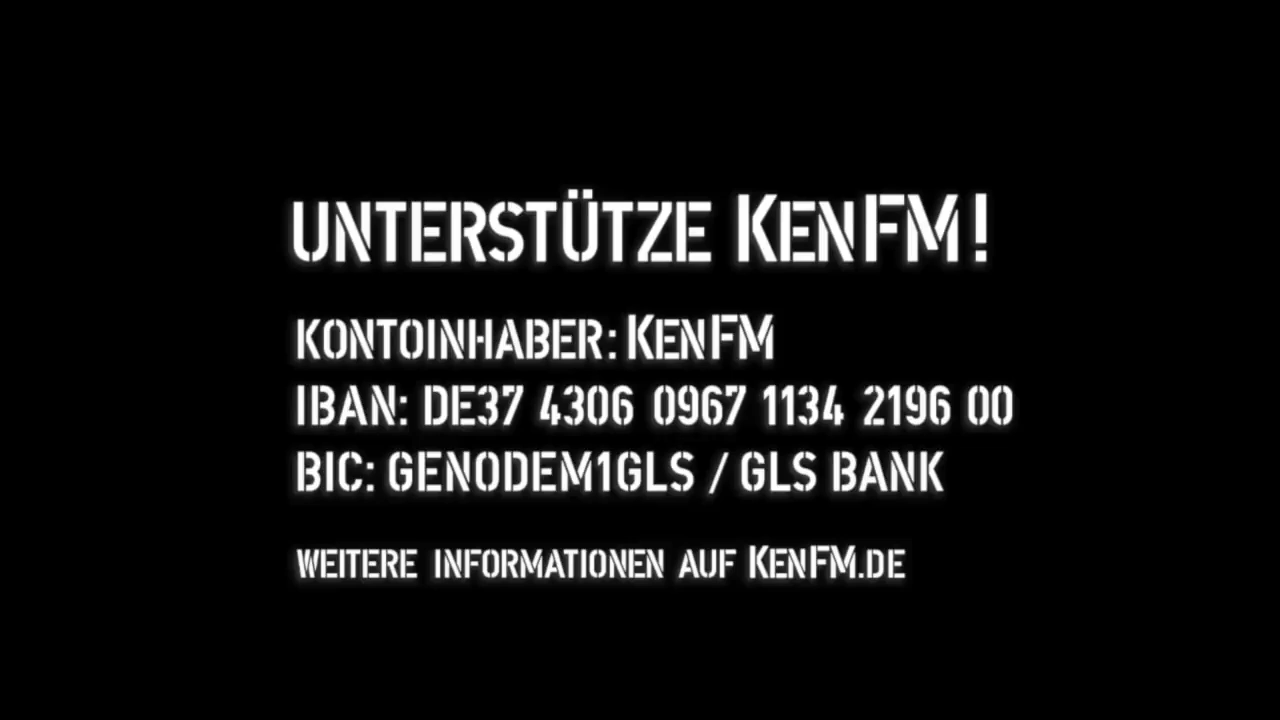 UNTERSTÜTZE KENFM!
KONTOINHABER: KENFM
IBAN: DE37 4306 0967 1134 2196 00
BIC: GENODEM1GLS / GLS BANK
WEITERE INFORMATIONEN AUF KENFM.DE